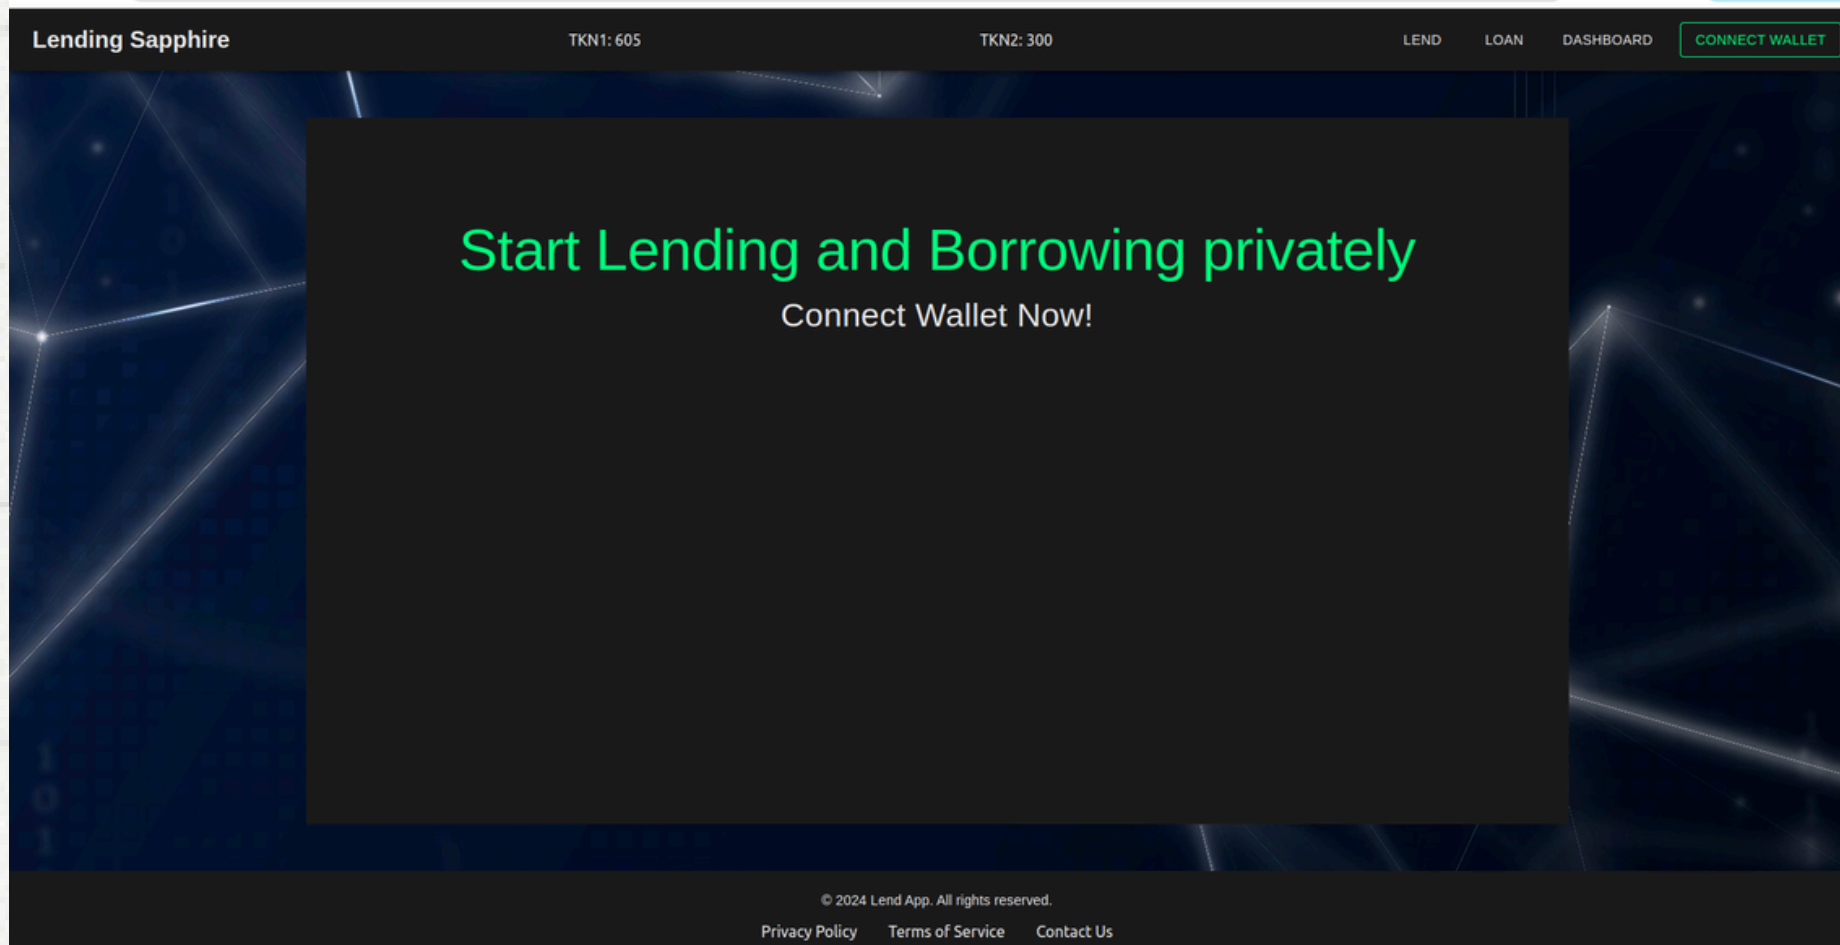 Lending Sapphire TKN1: 605 TKN2: 300 LEND LOAN DASHBOARD CONNECT WALLET
Start Lending and Borrowing privately
Connect Wallet Now!
© 2024 Lend App. All rights reserved.
Privacy Policy Terms of Service Contact Us